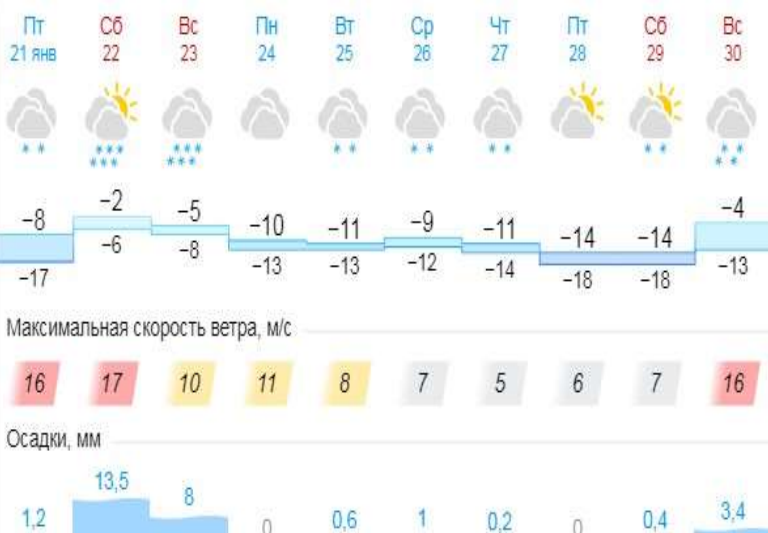 Пт Сб Вс Пн Вт Ср Чт Пт Сб Вс
21 янв 22 23 24 25 26 27 28 29 30
−8 −2 −5 −10 −11 −9 −11 −14 −14 −4
−17 −6 −8 −13 −13 −12 −14 −18 −18 −13
Максимальная скорость ветра, м/с
16 17 10 11 8 7 5 6 7 16
Осадки, мм
1,2 13,5 8 0 0,6 1 0,2 0 0,4 3,4